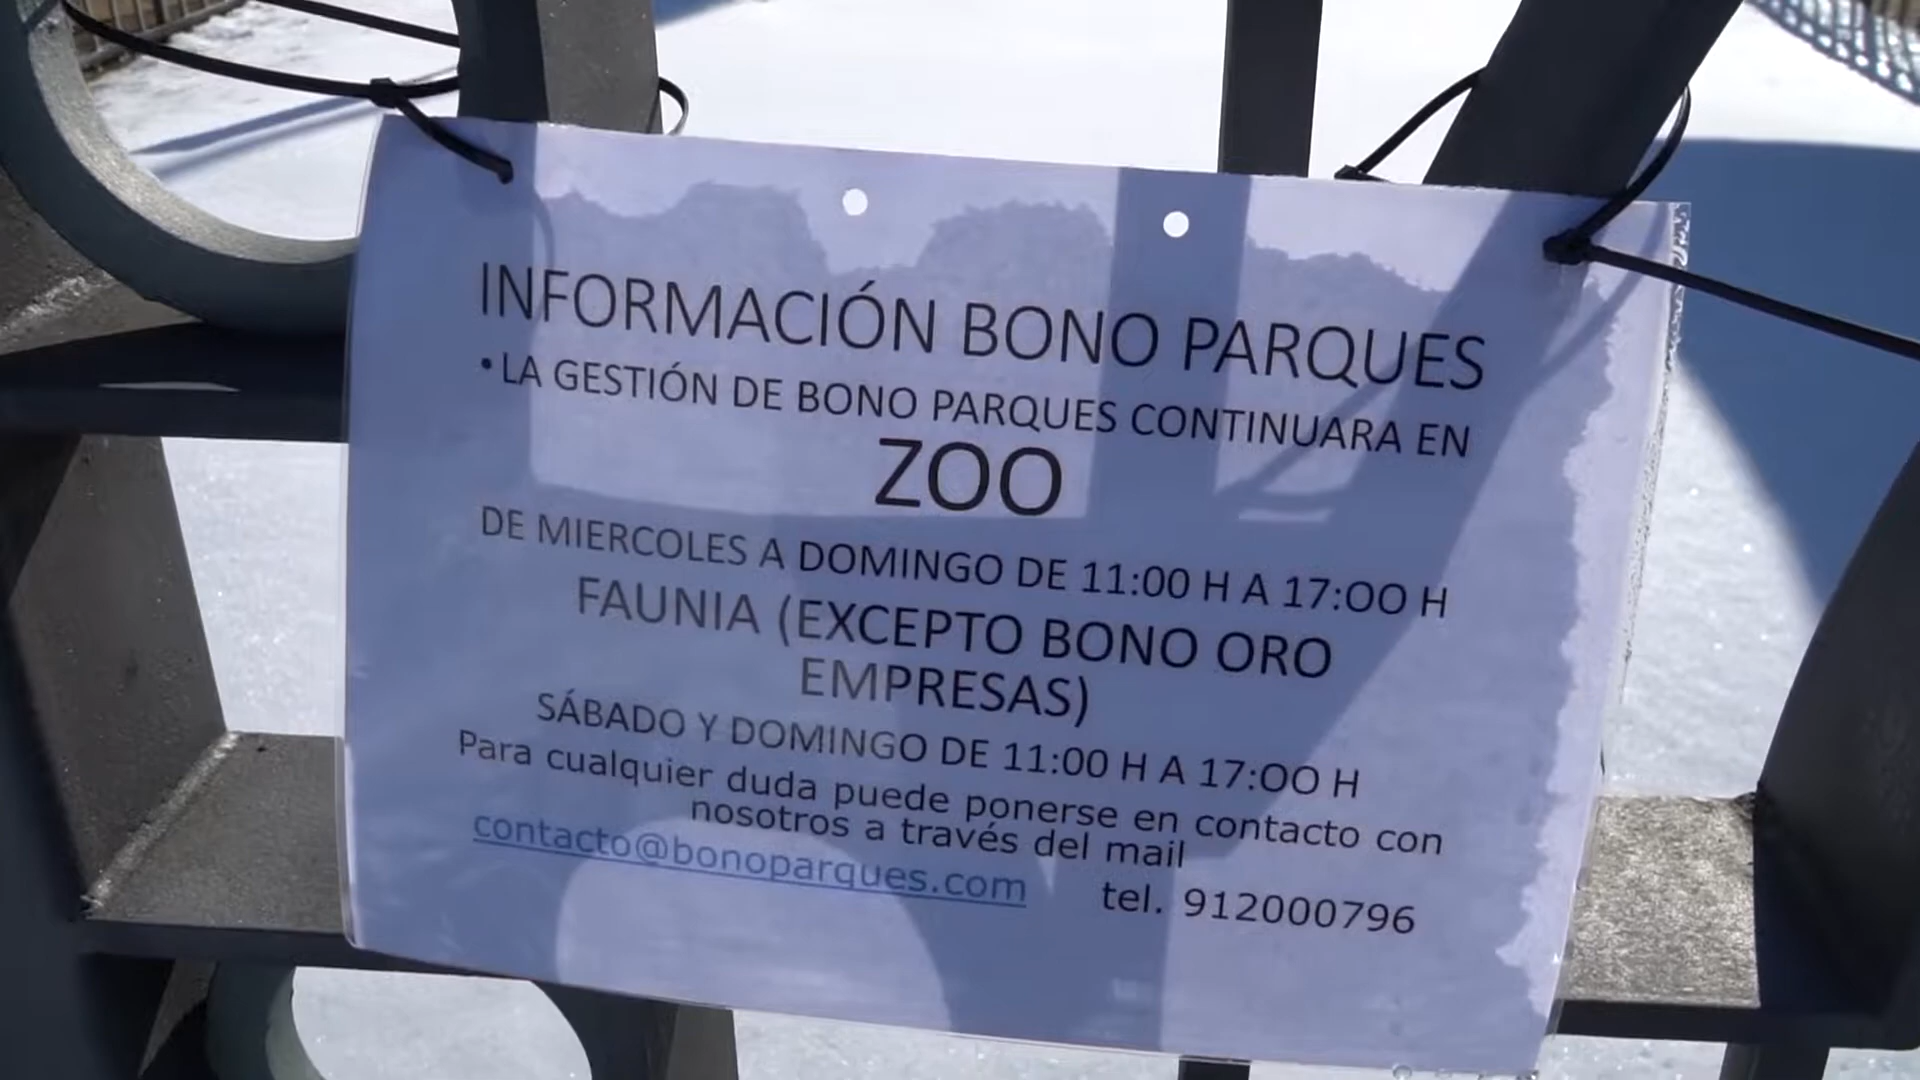 INFORMACIÓN BONO PARQUES
• LA GESTIÓN DE BONO PARQUES CONTINUARA EN
ZOO
DE MIERCOLES A DOMINGO DE 11:00 H A 17:OO H
FAUNIA (EXCEPTO BONO ORO
EMPRESAS)
SÁBADO Y DOMINGO DE 11:00 H A 17:OO H
Para cualquier duda puede ponerse en contacto con
nosotros a través del mail
contacto@bonoparques.com tel. 912000796